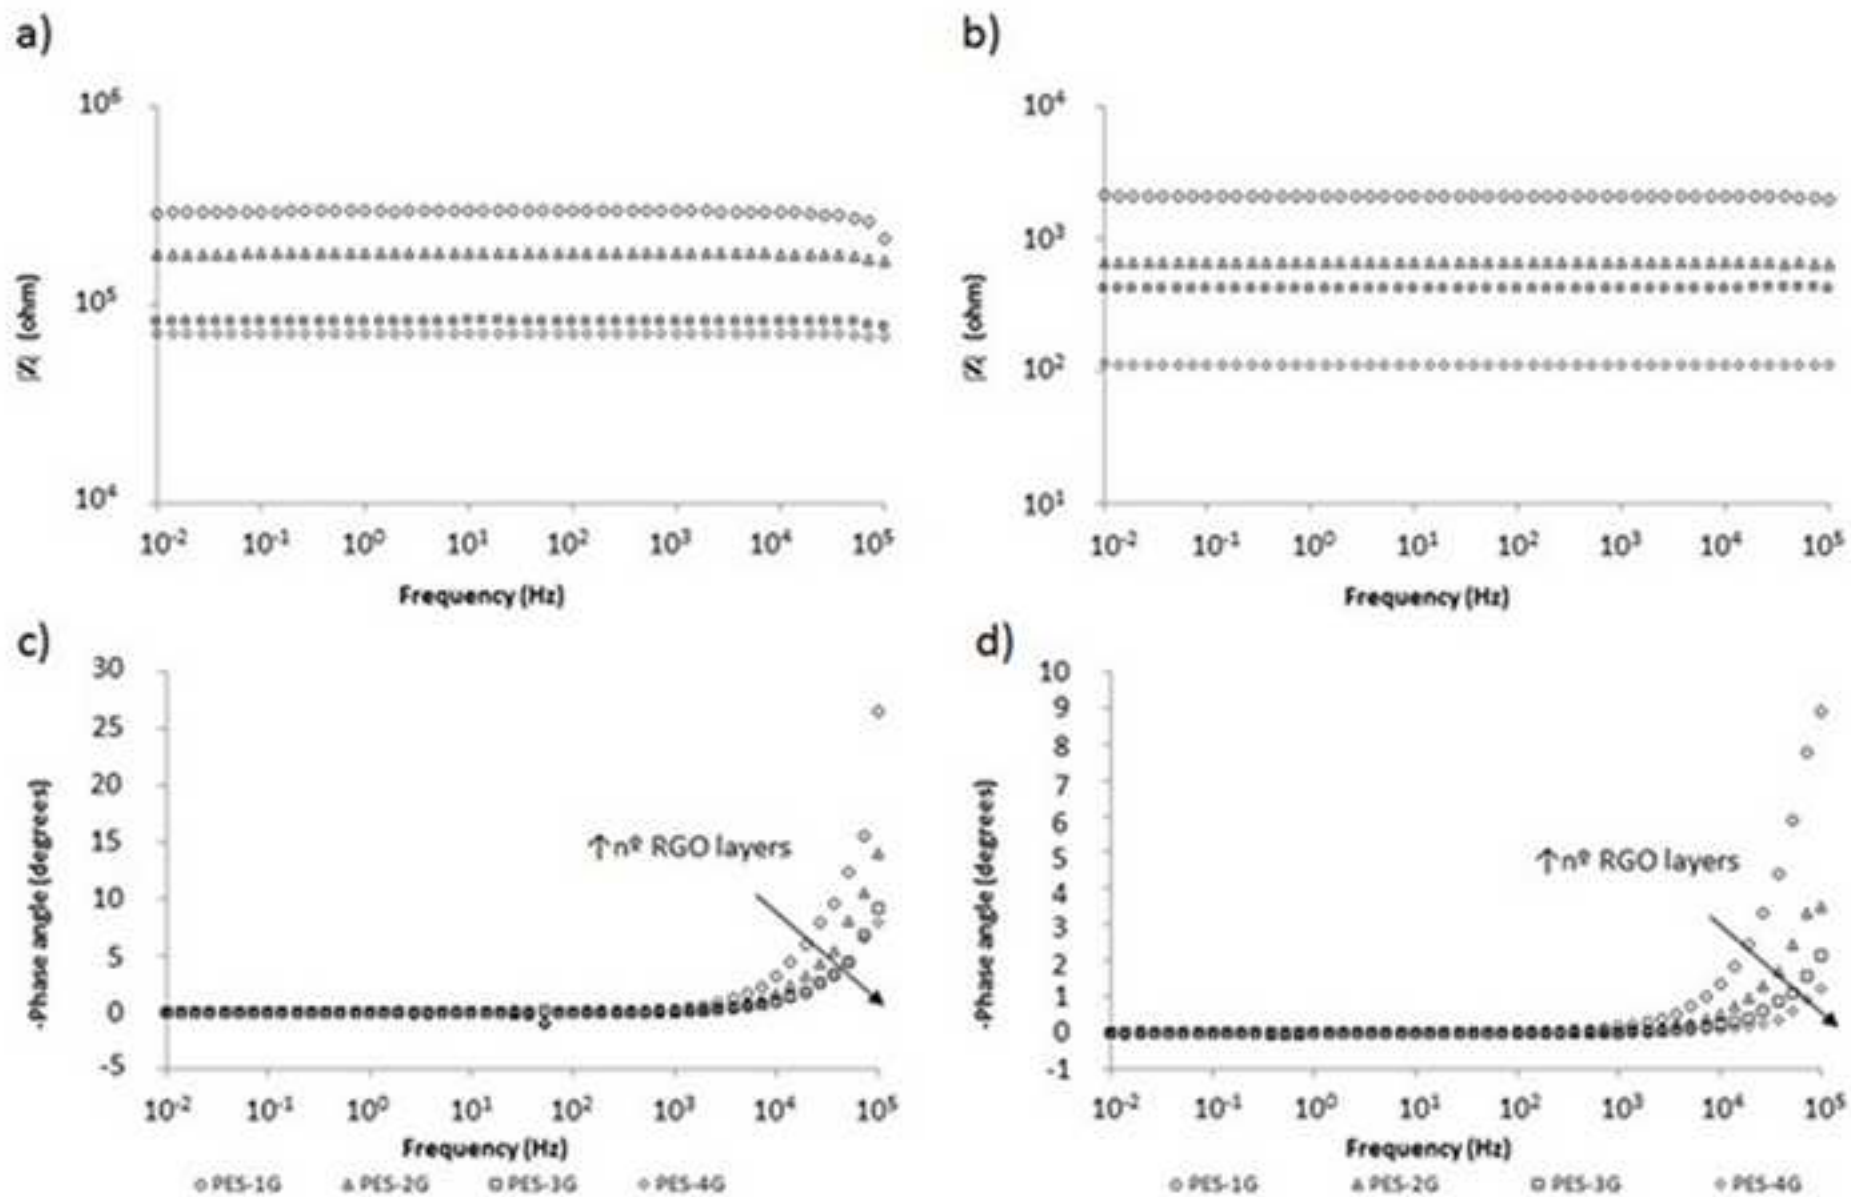 a)
10⁶
10⁵
10⁴
|Z| (ohm)
10⁻² 10⁻¹ 10⁰ 10¹ 10² 10³ 10⁴ 10⁵
Frequency (Hz)
b)
10⁴
10³
10²
10¹
|Z| (ohm)
10⁻² 10⁻¹ 10⁰ 10¹ 10² 10³ 10⁴ 10⁵
Frequency (Hz)
c)
30
25
20
15
10
5
0
-5
-Phase angle (degrees)
↑nº RGO layers
10⁻² 10⁻¹ 10⁰ 10¹ 10² 10³ 10⁴ 10⁵
Frequency (Hz)
PES-1G PES-2G PES-3G PES-4G
d)
10
9
8
7
6
5
4
3
2
1
0
-1
-Phase angle (degrees)
↑nº RGO layers
10⁻² 10⁻¹ 10⁰ 10¹ 10² 10³ 10⁴ 10⁵
Frequency (Hz)
PES-1G PES-2G PES-3G PES-4G